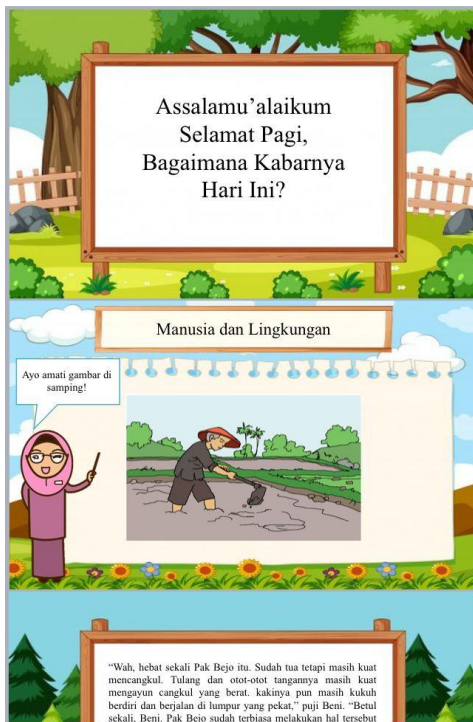 Assalamu’alaikum
Selamat Pagi,
Bagaimana Kabarnya
Hari Ini?
Manusia dan Lingkungan
Ayo amati gambar di
samping!
“Wah, hebat sekali Pak Bejo itu. Sudah tua tetapi masih kuat
mencangkul. Tulang dan otot-otot tangannya masih kuat
mengayun cangkul yang berat. kakinya pun masih kukuh
berdiri dan berjalan di lumpur yang pekat,” puji Beni. “Betul
sekali, Beni. Pak Bejo sudah terbiasa melakukan hal tersebut